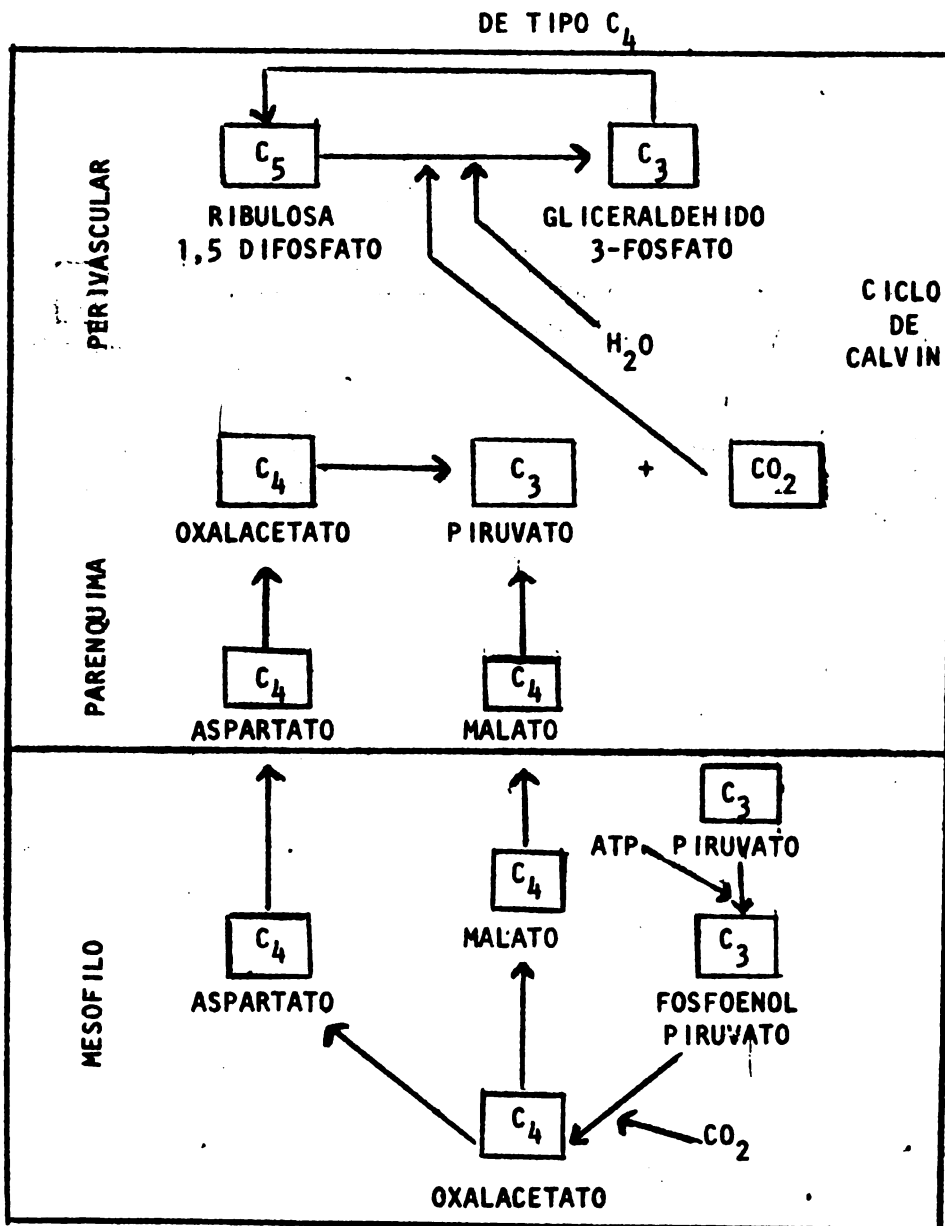 DE TIPO C4
C5
C3
RIBULOSA
1,5 DIFOSFATO
GLICERALDEHIDO
3-FOSFATO
PERIVASCULAR
CICLO
DE
CALVIN
H2O
C4
C3
+
CO2
OXALACETATO
PIRUVATO
PARENQUIMA
C4
C4
ASPARTATO
MALATO
C3
ATP
PIRUVATO
C4
MALATO
C4
C3
ASPARTATO
FOSFOENOL
PIRUVATO
MESOFILO
C4
CO2
OXALACETATO